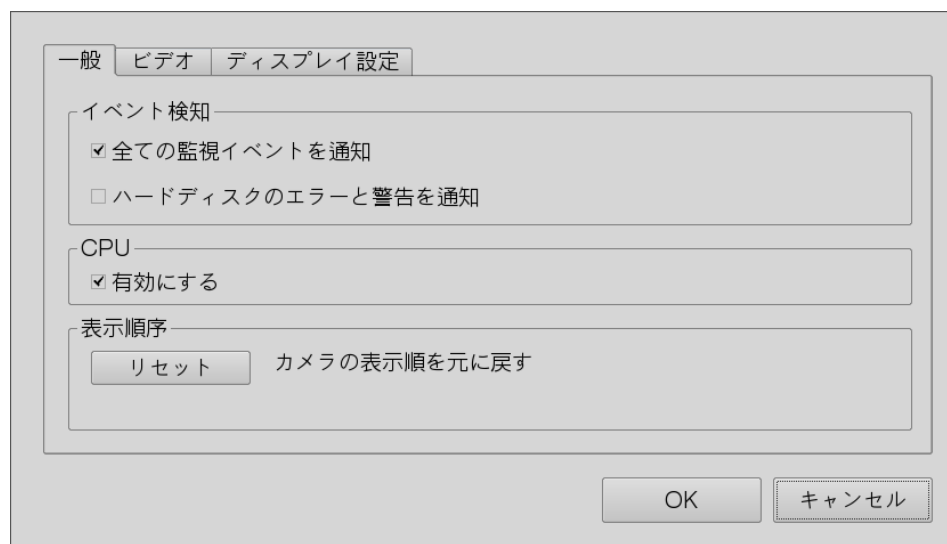 一般 ビデオ ディスプレイ設定
イベント検知
全ての監視イベントを通知
ハードディスクのエラーと警告を通知
CPU
有効にする
表示順序
リセット カメラの表示順を元に戻す
OK キャンセル